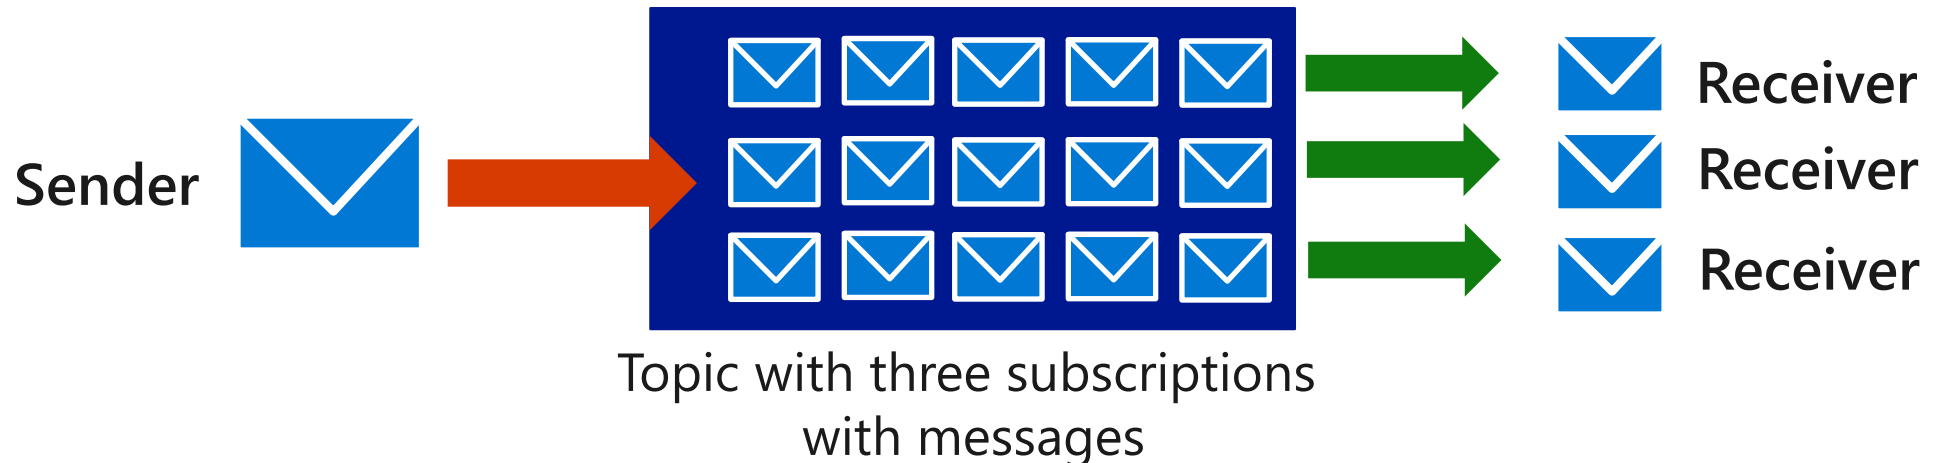 Sender
Topic with three subscriptions
with messages
Receiver
Receiver
Receiver